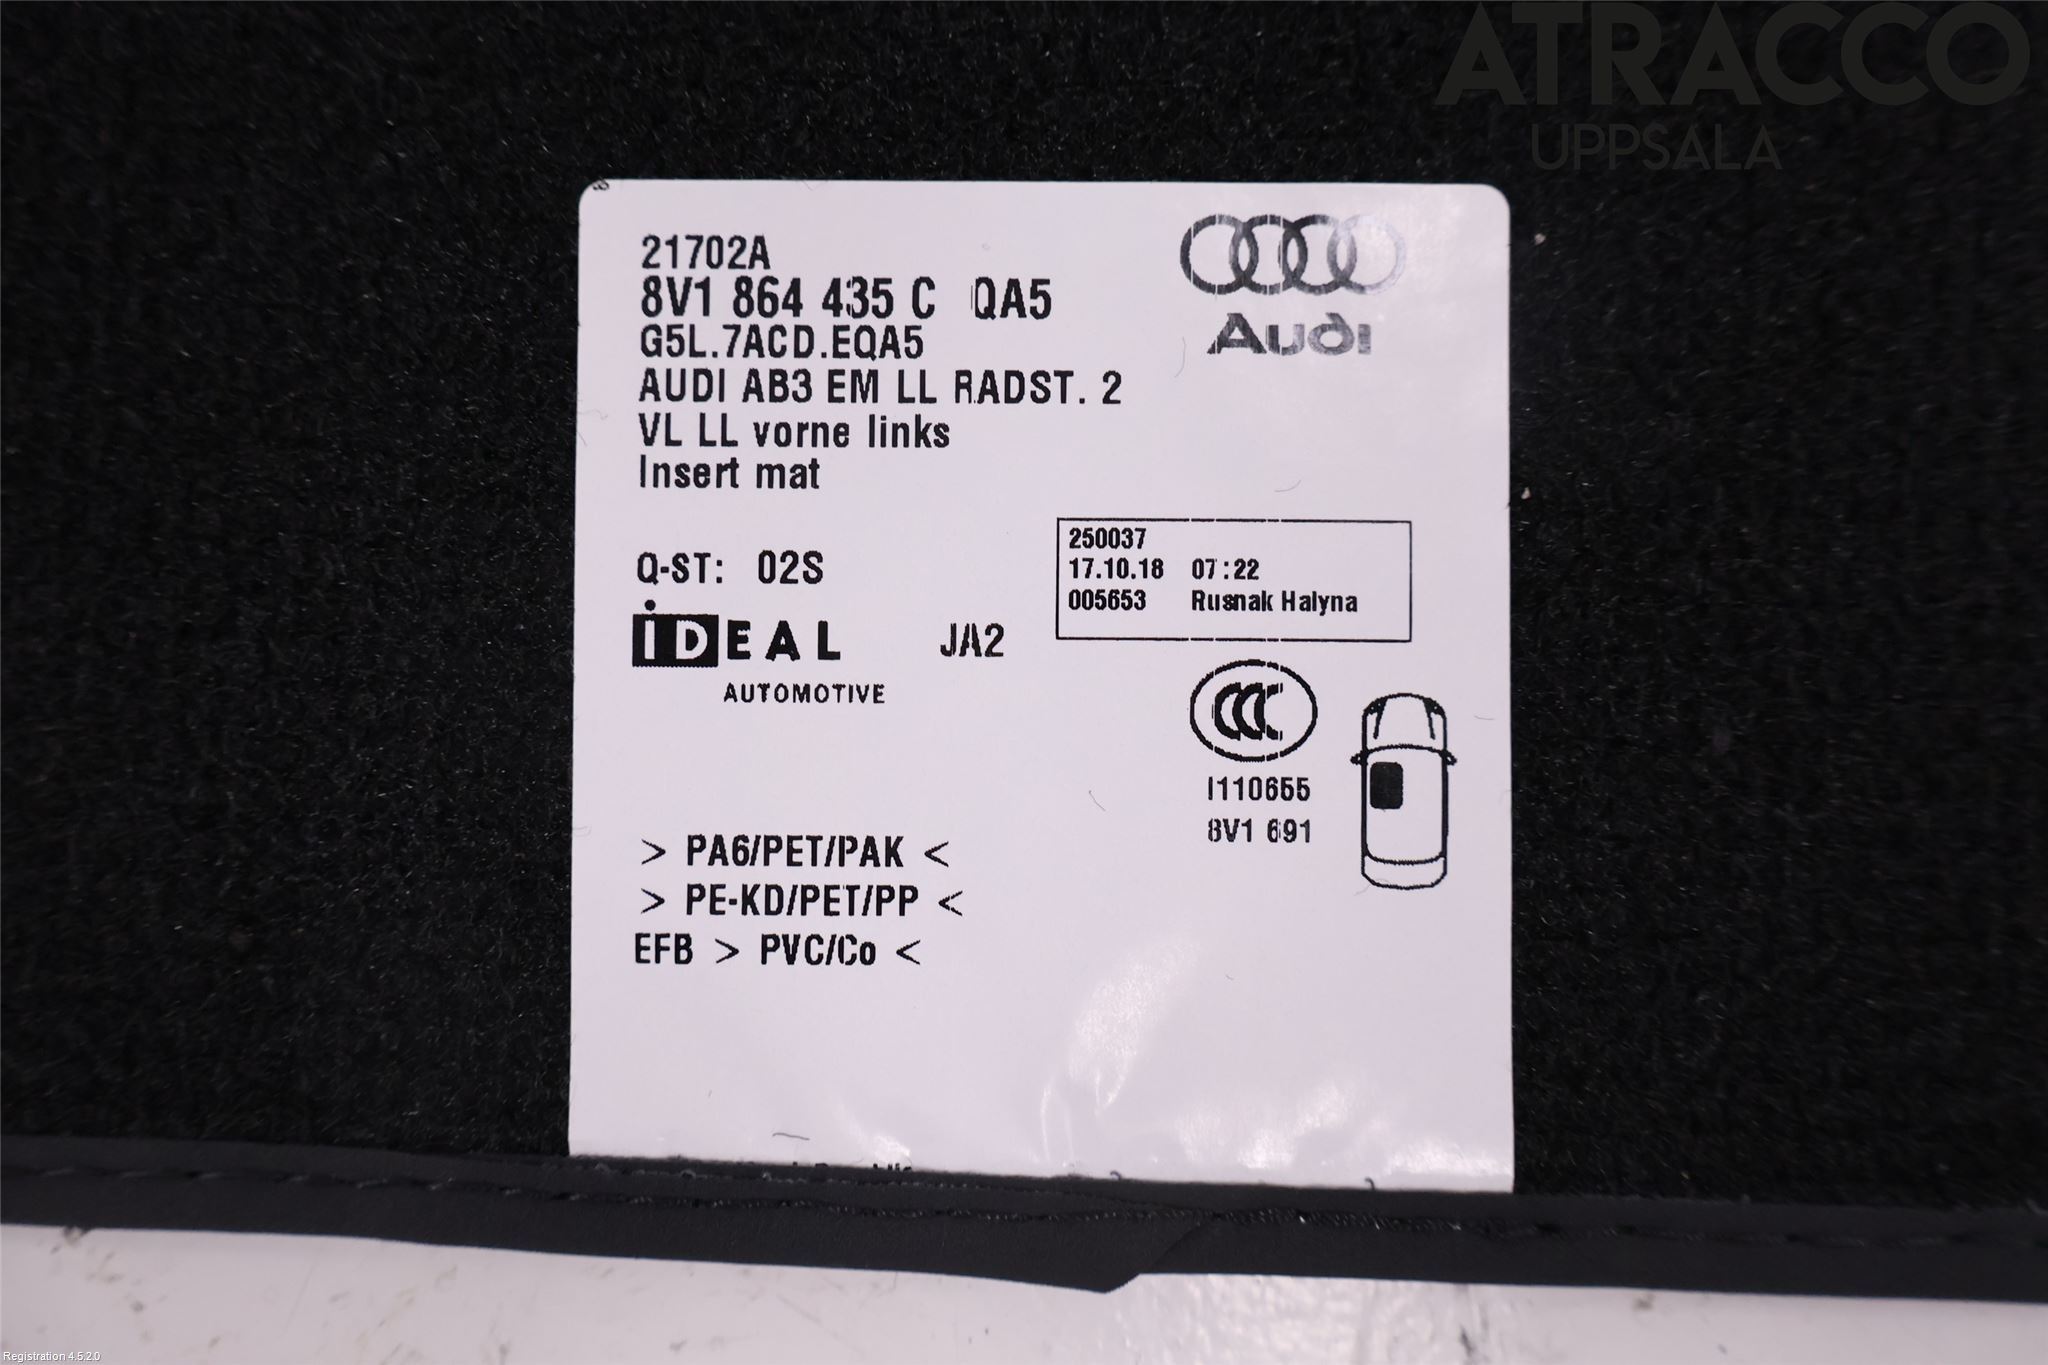 ATRACCO
UPPSALA
21702A
8V1 864 435 C QA5
G5L.7ACD.EQA5
AUDI AB3 EM LL RADST. 2
VL LL vorne links
Insert mat
Audi
250037
17.10.18 07:22
005653 Rusnak Halyna
Q-ST: 02S
iDEAL JA2
AUTOMOTIVE
CCC
I110655
8V1 691
> PA6/PET/PAK <
> PE-KD/PET/PP <
EFB > PVC/Co <
Registration 4.5.2.0